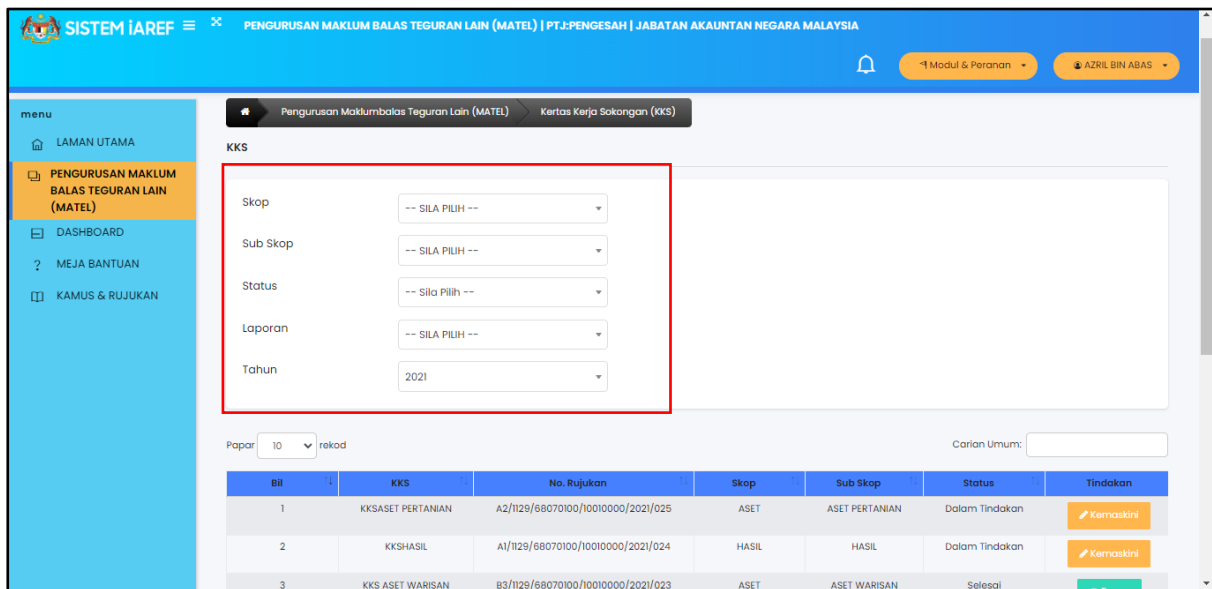 SISTEM iAREF
PENGURUSAN MAKLUM BALAS TEGURAN LAIN (MATEL) | PTJ:PENGESAH | JABATAN AKAUNTAN NEGARA MALAYSIA
Modul & Peranan
AZRIL BIN ABAS
menu
LAMAN UTAMA
PENGURUSAN MAKLUM
BALAS TEGURAN LAIN
(MATEL)
DASHBOARD
? MEJA BANTUAN
KAMUS & RUJUKAN
Pengurusan Maklumbalas Teguran Lain (MATEL) Kertas Kerja Sokongan (KKS)
KKS
Skop -- SILA PILIH --
Sub Skop -- SILA PILIH --
Status -- Sila Pilih --
Laporan -- SILA PILIH --
Tahun 2021
Papar 10 rekod Carian Umum:
Bil KKS No. Rujukan Skop Sub Skop Status Tindakan
1 KKSASET PERTANIAN A2/1129/68070100/10010000/2021/025 ASET ASET PERTANIAN Dalam Tindakan Kemaskini
2 KKSHASIL A1/1129/68070100/10010000/2021/024 HASIL HASIL Dalam Tindakan Kemaskini
3 KKS ASET WARISAN B3/1129/68070100/10010000/2021/023 ASET ASET WARISAN Selesai